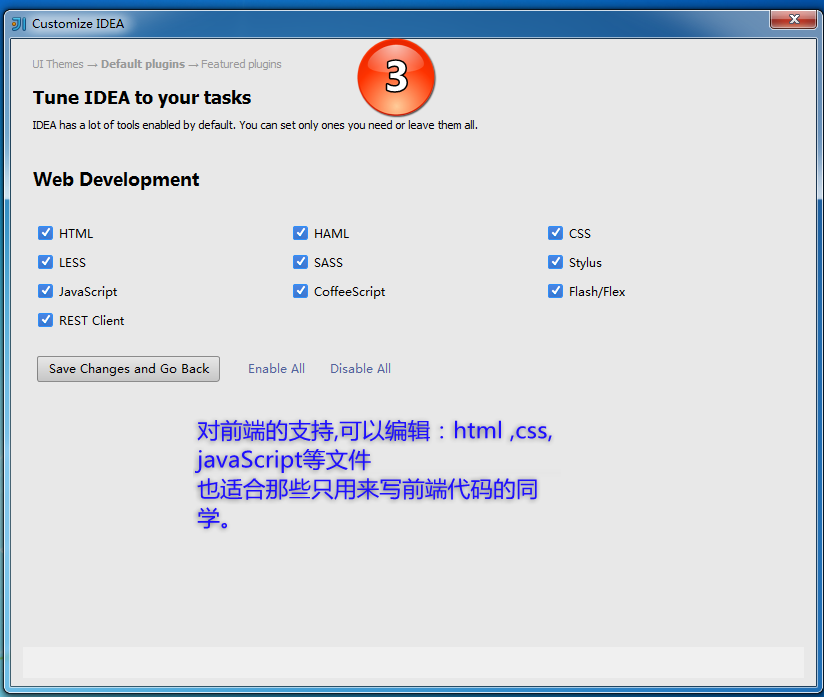 Customize IDEA
UI Themes → Default plugins → Featured plugins
3
Tune IDEA to your tasks
IDEA has a lot of tools enabled by default. You can set only ones you need or leave them all.
Web Development
HTML HAML CSS
LESS SASS Stylus
JavaScript CoffeeScript Flash/Flex
REST Client
Save Changes and Go Back Enable All Disable All
对前端的支持,可以编辑：html ,css,
javaScript等文件
也适合那些只用来写前端代码的同
学。